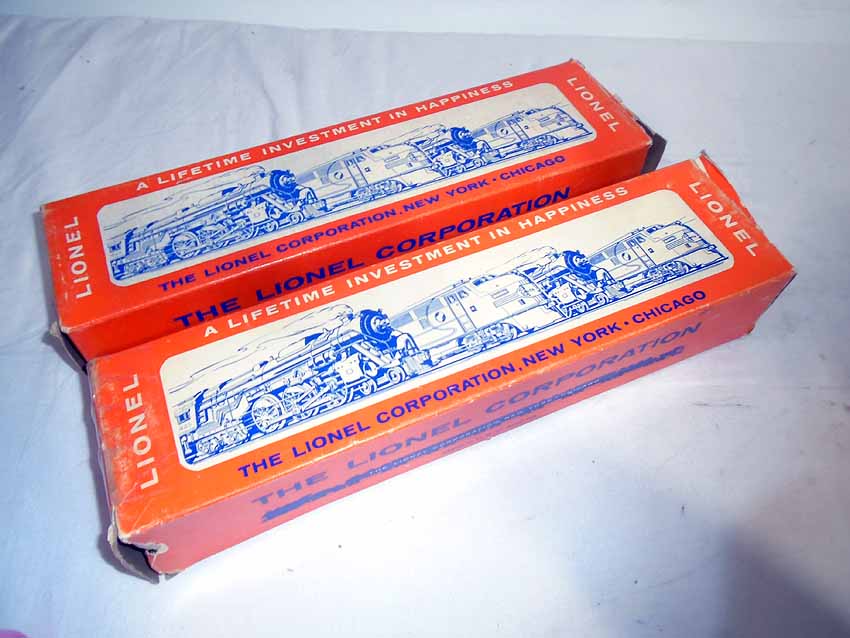 LIONEL
A LIFETIME INVESTMENT IN HAPPINESS
LIONEL
THE LIONEL CORPORATION, NEW YORK • CHICAGO
THE LIONEL CORPORATION
LIONEL
A LIFETIME INVESTMENT IN HAPPINESS
LIONEL
THE LIONEL CORPORATION, NEW YORK • CHICAGO
THE LIONEL CORPORATION